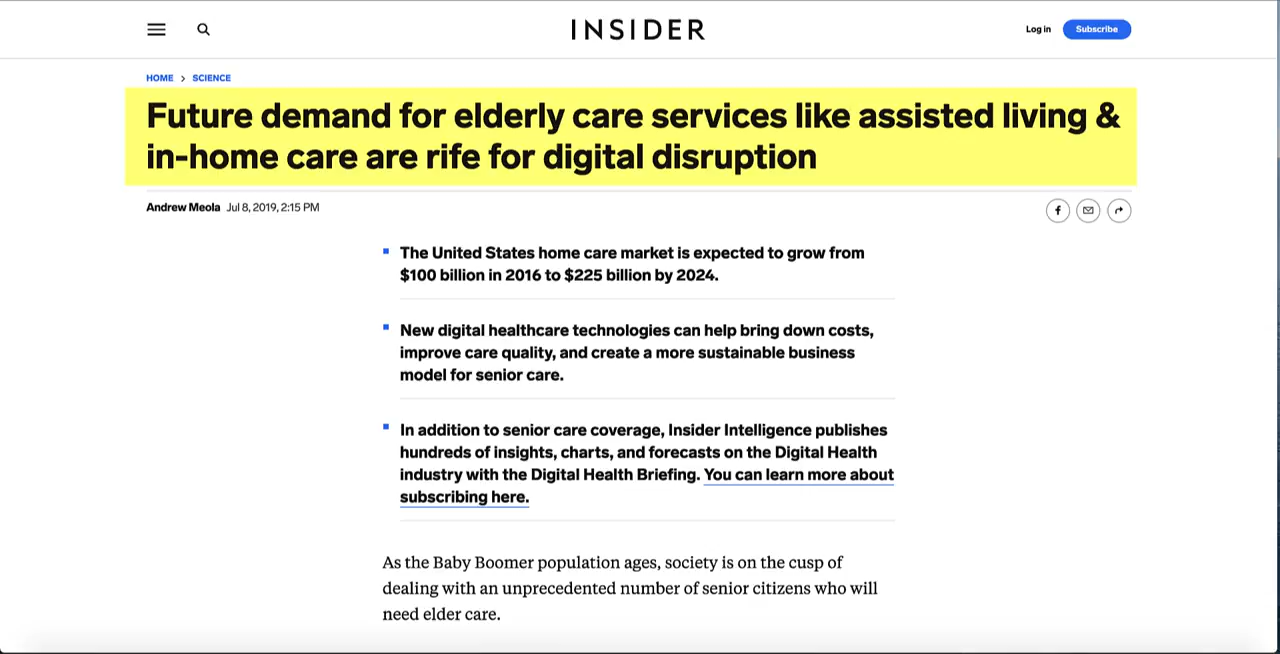 INSIDER
Log in
Subscribe
HOME > SCIENCE
Future demand for elderly care services like assisted living &
in-home care are rife for digital disruption
Andrew Meola Jul 8, 2019, 2:15 PM
The United States home care market is expected to grow from
$100 billion in 2016 to $225 billion by 2024.
New digital healthcare technologies can help bring down costs,
improve care quality, and create a more sustainable business
model for senior care.
In addition to senior care coverage, Insider Intelligence publishes
hundreds of insights, charts, and forecasts on the Digital Health
industry with the Digital Health Briefing. You can learn more about
subscribing here.
As the Baby Boomer population ages, society is on the cusp of
dealing with an unprecedented number of senior citizens who will
need elder care.